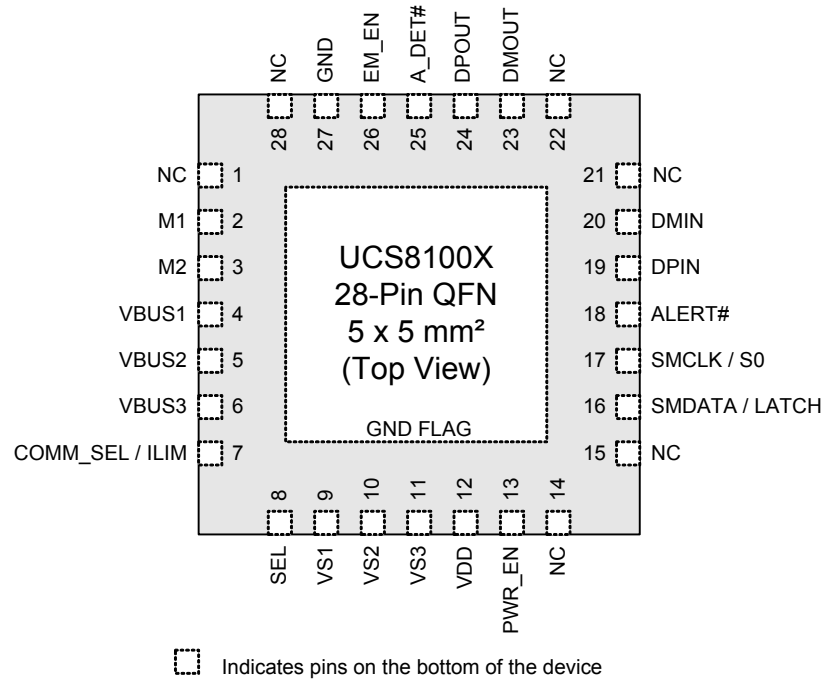 NC
GND
EM_EN
A_DET#
DPOUT
DMOUT
NC
28
27
26
25
24
23
22
NC 1
M1 2
M2 3
VBUS1 4
VBUS2 5
VBUS3 6
COMM_SEL / ILIM 7
UCS8100X
28-Pin QFN
5 x 5 mm²
(Top View)
GND FLAG
21 NC
20 DMIN
19 DPIN
18 ALERT#
17 SMCLK / S0
16 SMDATA / LATCH
15 NC
8
9
10
11
12
13
14
SEL
VS1
VS2
VS3
VDD
PWR_EN
NC
Indicates pins on the bottom of the device